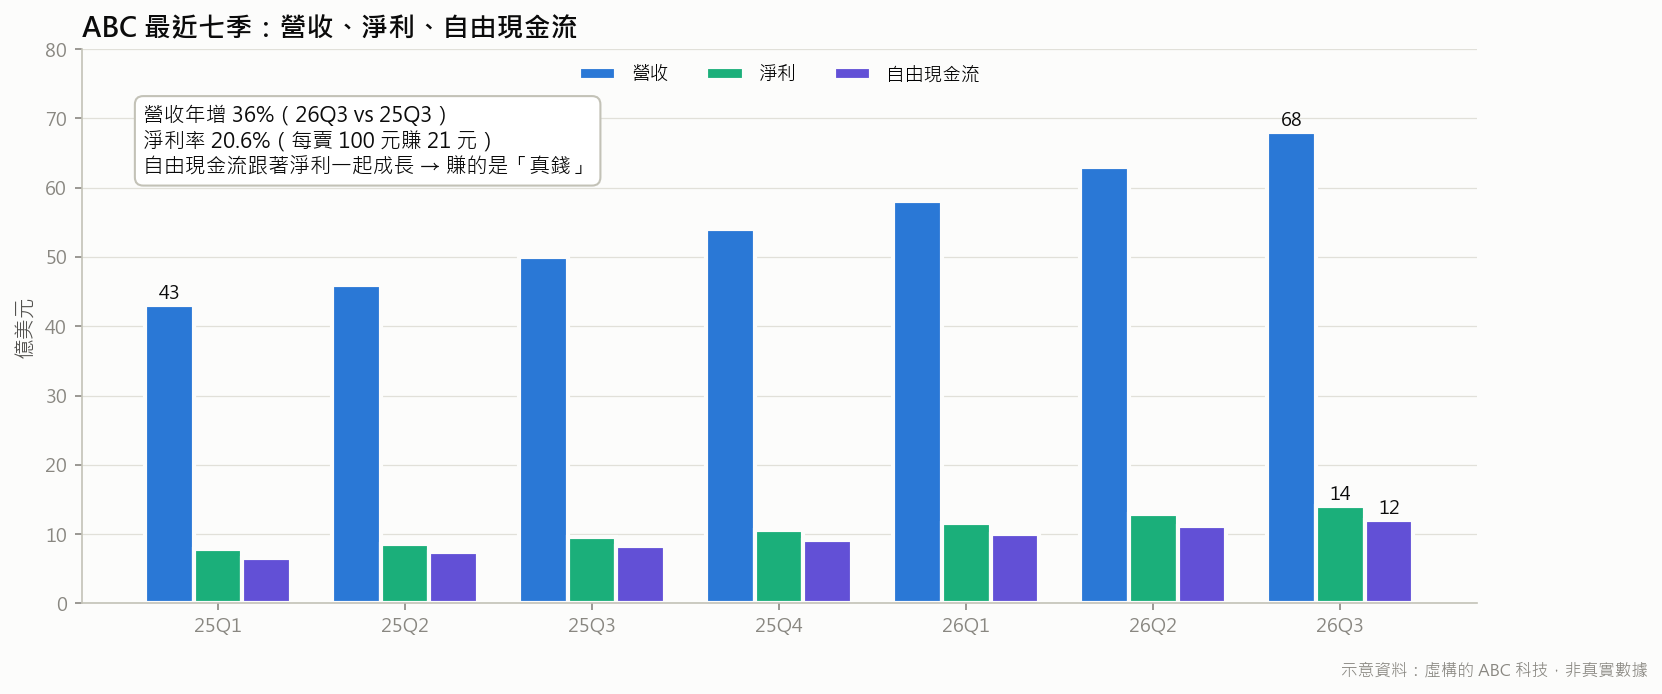 ABC 最近七季：營收、淨利、自由現金流
營收 淨利 自由現金流
營收年增 36%（26Q3 vs 25Q3）
淨利率 20.6%（每賣 100 元賺 21 元）
自由現金流跟著淨利一起成長 → 賺的是「真錢」
億美元
80
70
60
50
40
30
20
10
0
43
68
14
12
25Q1 25Q2 25Q3 25Q4 26Q1 26Q2 26Q3
示意資料：虛構的 ABC 科技．非真實數據